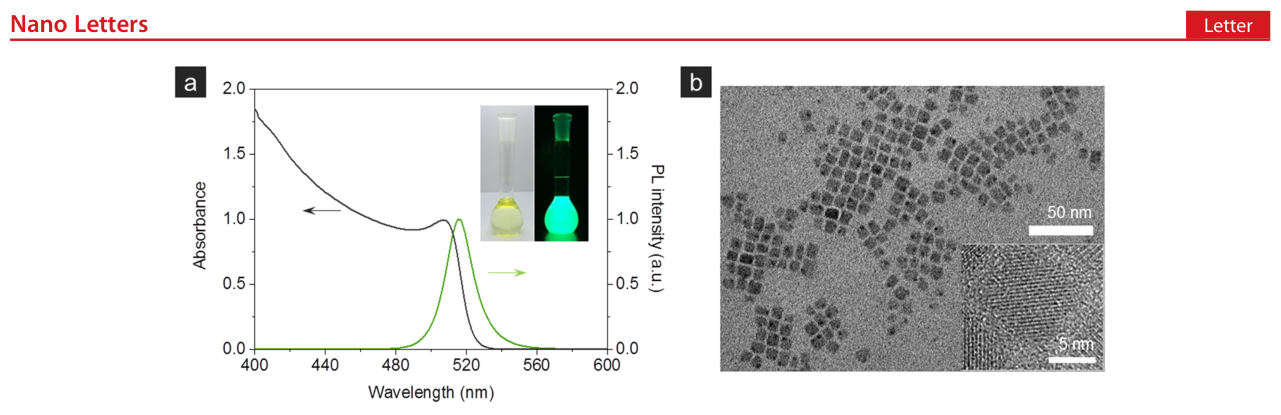 Nano Letters
Letter
a
2.0
1.5
1.0
0.5
0.0
Absorbance
400
440
480
520
560
600
Wavelength (nm)
2.0
1.5
1.0
0.5
0.0
PL intensity (a.u.)
b
50 nm
5 nm